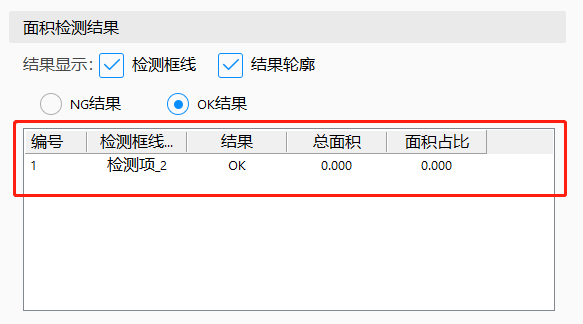 面积检测结果
结果显示： 检测框线 结果轮廓
NG结果 OK结果
编号 检测框线... 结果 总面积 面积占比
1 检测项_2 OK 0.000 0.000